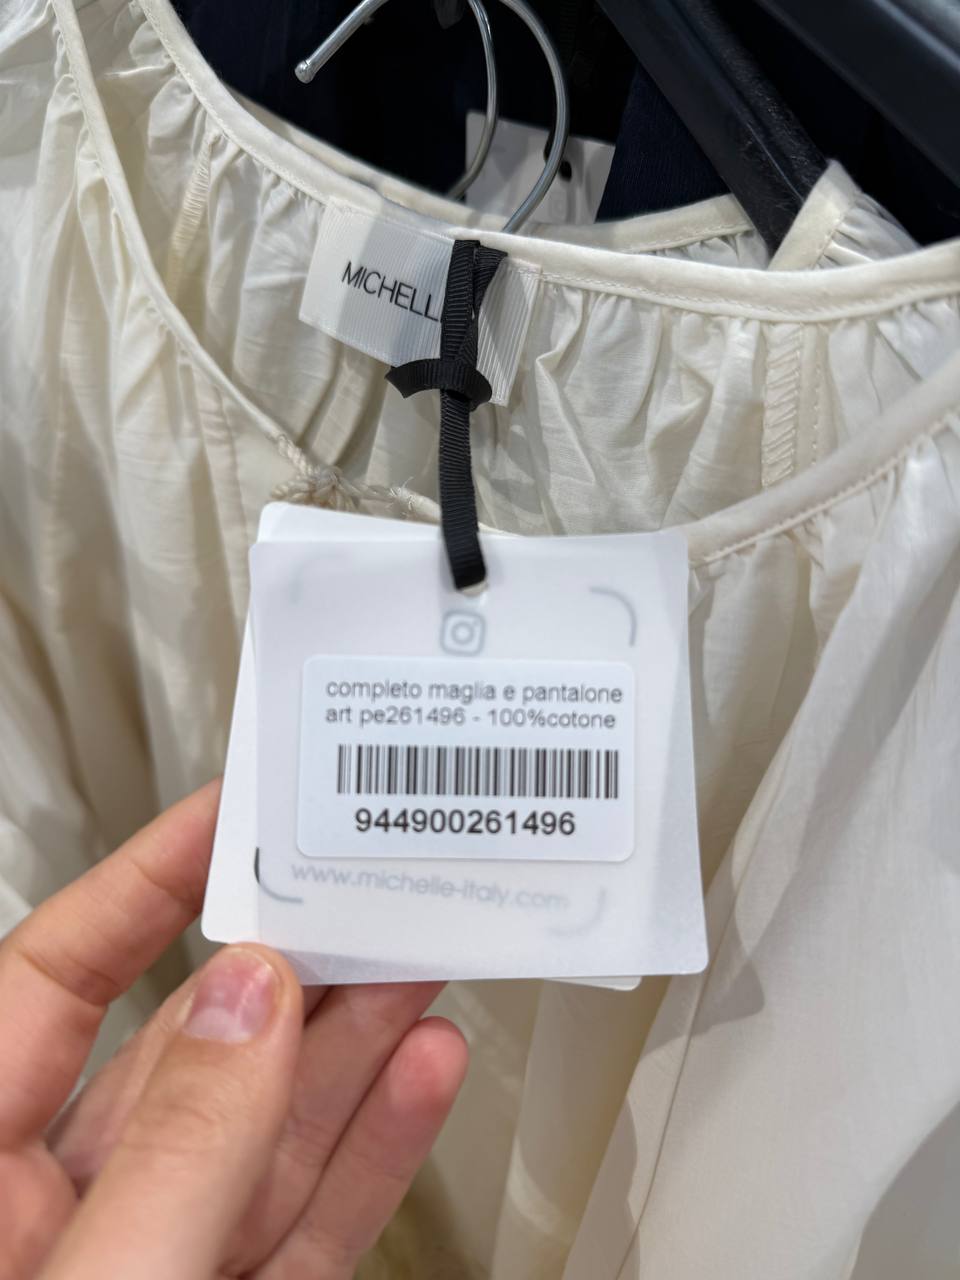 MICHELL
completo maglia e pantalone
art pe261496 - 100%cotone
944900261496
www.michelle-italy.com